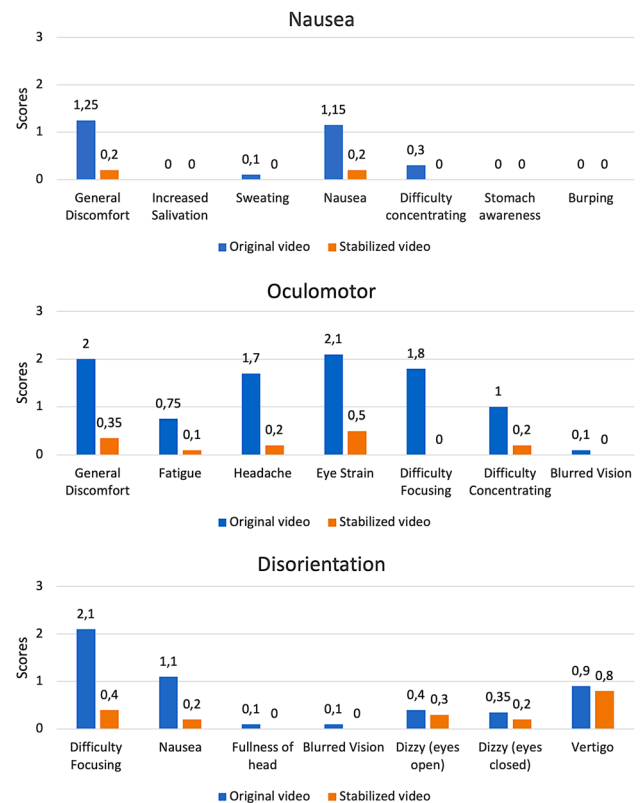 Nausea
3
2
1
0
Scores
1,25
0,2
0
0
0,1
0
1,15
0,2
0,3
0
0
0
0
0
General Discomfort
Increased Salivation
Sweating
Nausea
Difficulty concentrating
Stomach awareness
Burping
Original video
Stabilized video
Oculomotor
3
2
1
0
Scores
2
0,35
0,75
0,1
1,7
0,2
2,1
0,5
1,8
0
1
0,2
0,1
0
General Discomfort
Fatigue
Headache
Eye Strain
Difficulty Focusing
Difficulty Concentrating
Blurred Vision
Original video
Stabilized video
Disorientation
3
2
1
0
Scores
2,1
0,4
1,1
0,2
0,1
0
0,1
0
0,4
0,3
0,35
0,2
0,9
0,8
Difficulty Focusing
Nausea
Fullness of head
Blurred Vision
Dizzy (eyes open)
Dizzy (eyes closed)
Vertigo
Original video
Stabilized video